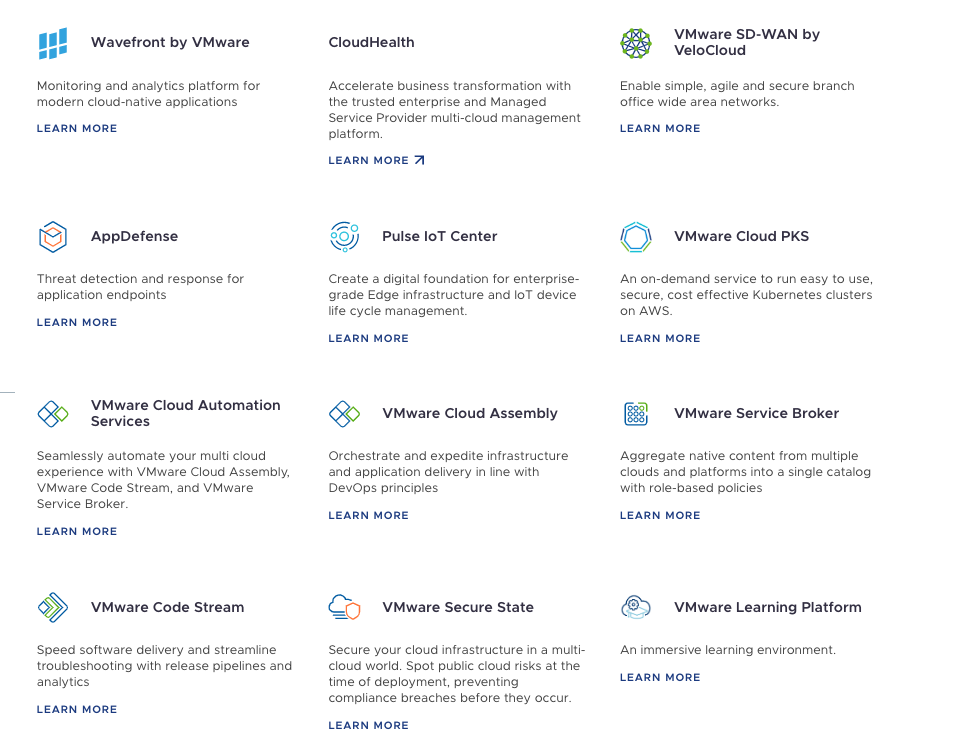 Wavefront by VMware
Monitoring and analytics platform for
modern cloud-native applications
LEARN MORE
CloudHealth
Accelerate business transformation with
the trusted enterprise and Managed
Service Provider multi-cloud management
platform.
LEARN MORE
VMware SD-WAN by
VeloCloud
Enable simple, agile and secure branch
office wide area networks.
LEARN MORE
AppDefense
Threat detection and response for
application endpoints
LEARN MORE
Pulse IoT Center
Create a digital foundation for enterprise-
grade Edge infrastructure and IoT device
life cycle management.
LEARN MORE
VMware Cloud PKS
An on-demand service to run easy to use,
secure, cost effective Kubernetes clusters
on AWS.
LEARN MORE
VMware Cloud Automation
Services
Seamlessly automate your multi cloud
experience with VMware Cloud Assembly,
VMware Code Stream, and VMware
Service Broker.
LEARN MORE
VMware Cloud Assembly
Orchestrate and expedite infrastructure
and application delivery in line with
DevOps principles
LEARN MORE
VMware Service Broker
Aggregate native content from multiple
clouds and platforms into a single catalog
with role-based policies
LEARN MORE
VMware Code Stream
Speed software delivery and streamline
troubleshooting with release pipelines and
analytics
LEARN MORE
VMware Secure State
Secure your cloud infrastructure in a multi-
cloud world. Spot public cloud risks at the
time of deployment, preventing
compliance breaches before they occur.
LEARN MORE
VMware Learning Platform
An immersive learning environment.
LEARN MORE